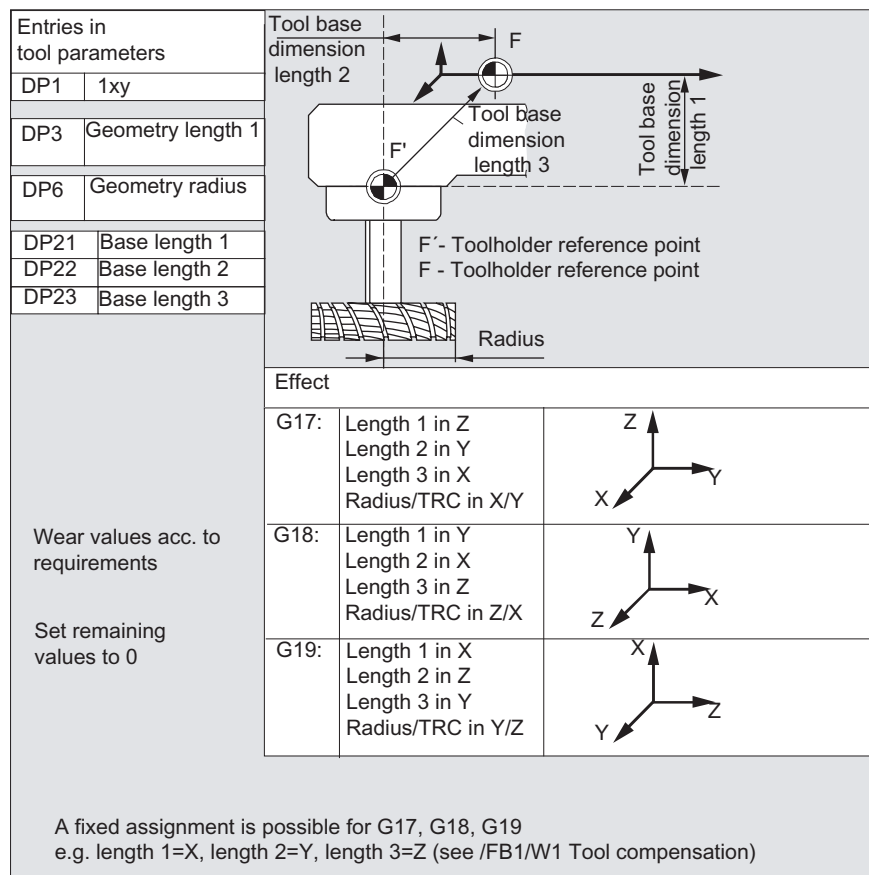 Entries in
tool parameters
DP1 1xy
DP3 Geometry length 1
DP6 Geometry radius
DP21 Base length 1
DP22 Base length 2
DP23 Base length 3
Tool base
dimension
length 2
F
Tool base
dimension
length 3
Tool base
dimension
length 1
F'
F´- Toolholder reference point
F - Toolholder reference point
Radius
Effect
G17: Length 1 in Z
Length 2 in Y
Length 3 in X
Radius/TRC in X/Y
Z
Y
X
G18: Length 1 in Y
Length 2 in X
Length 3 in Z
Radius/TRC in Z/X
Y
X
Z
G19: Length 1 in X
Length 2 in Z
Length 3 in Y
Radius/TRC in Y/Z
X
Z
Y
Wear values acc. to
requirements
Set remaining
values to 0
A fixed assignment is possible for G17, G18, G19
e.g. length 1=X, length 2=Y, length 3=Z (see /FB1/W1 Tool compensation)